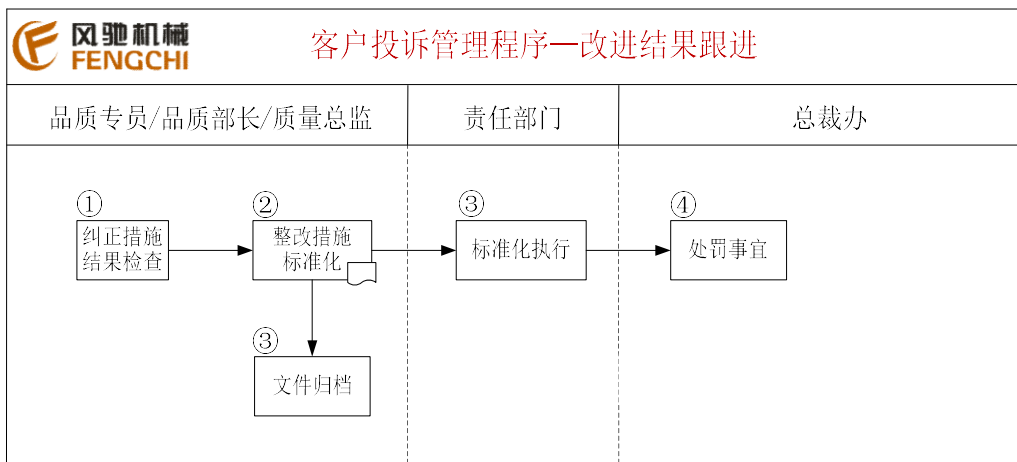 风驰机械
FENGCHI
客户投诉管理程序—改进结果跟进
品质专员/品质部长/质量总监
责任部门
总裁办
①
②
③
④
纠正措施
结果检查
整改措施
标准化
标准化执行
处罚事宜
③
文件归档